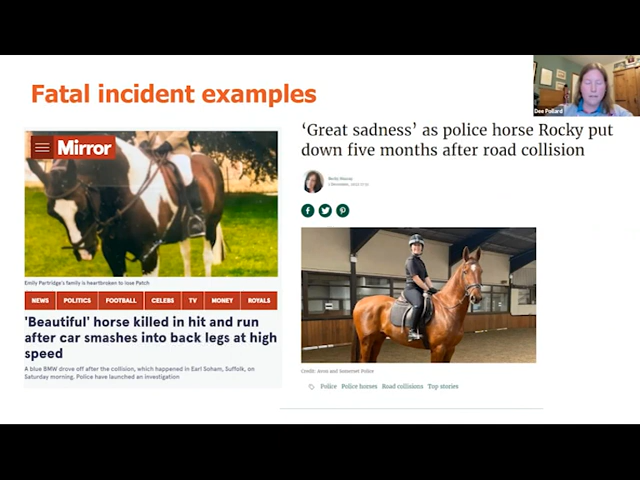 Fatal incident examples
Dee Pollard
Mirror
Emily Partridge's family is heartbroken to lose Patch
NEWS POLITICS FOOTBALL CELEBS TV MONEY ROYALS
'Beautiful' horse killed in hit and run
after car smashes into back legs at high
speed
A blue BMW drove off after the collision, which happened in Earl Soham, Suffolk, on
Saturday morning. Police have launched an investigation
‘Great sadness’ as police horse Rocky put
down five months after road collision
Credit: Avon and Somerset Police
Police Police horses Road collisions Top stories